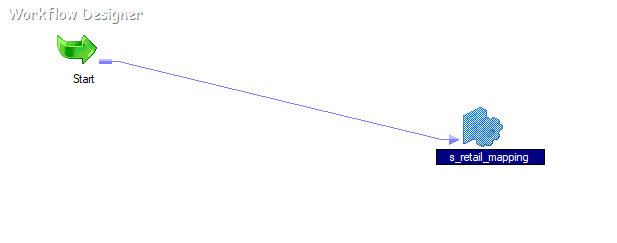 Workflow Designer
Start
s_retail_mapping